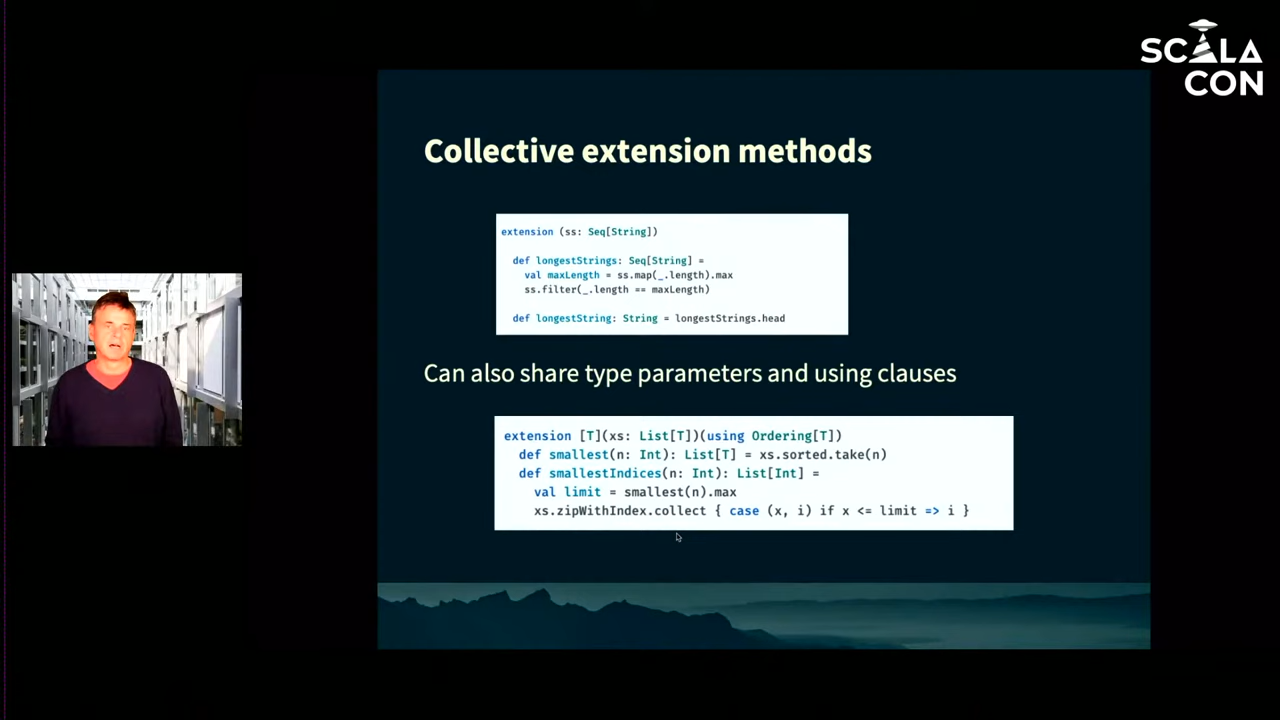 SCALA
CON
Collective extension methods
extension (ss: Seq[String])
def longestStrings: Seq[String] =
val maxLength = ss.map(_.length).max
ss.filter(_.length == maxLength)
def longestString: String = longestStrings.head
Can also share type parameters and using clauses
extension [T](xs: List[T])(using Ordering[T])
def smallest(n: Int): List[T] = xs.sorted.take(n)
def smallestIndices(n: Int): List[Int] =
val limit = smallest(n).max
xs.zipWithIndex.collect { case (x, i) if x <= limit => i }